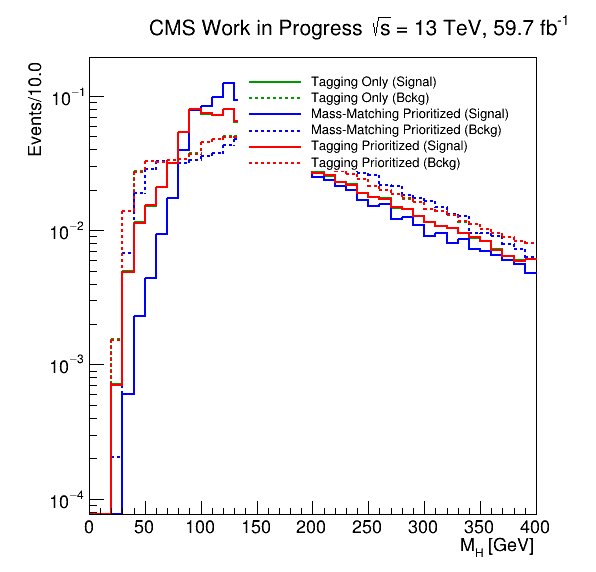 CMS Work in Progress √s = 13 TeV, 59.7 fb⁻¹
Events/10.0
Tagging Only (Signal)
Tagging Only (Bckg)
Mass-Matching Prioritized (Signal)
Mass-Matching Prioritized (Bckg)
Tagging Prioritized (Signal)
Tagging Prioritized (Bckg)
10⁻¹
10⁻²
10⁻³
10⁻⁴
0 50 100 150 200 250 300 350 400
M_H [GeV]